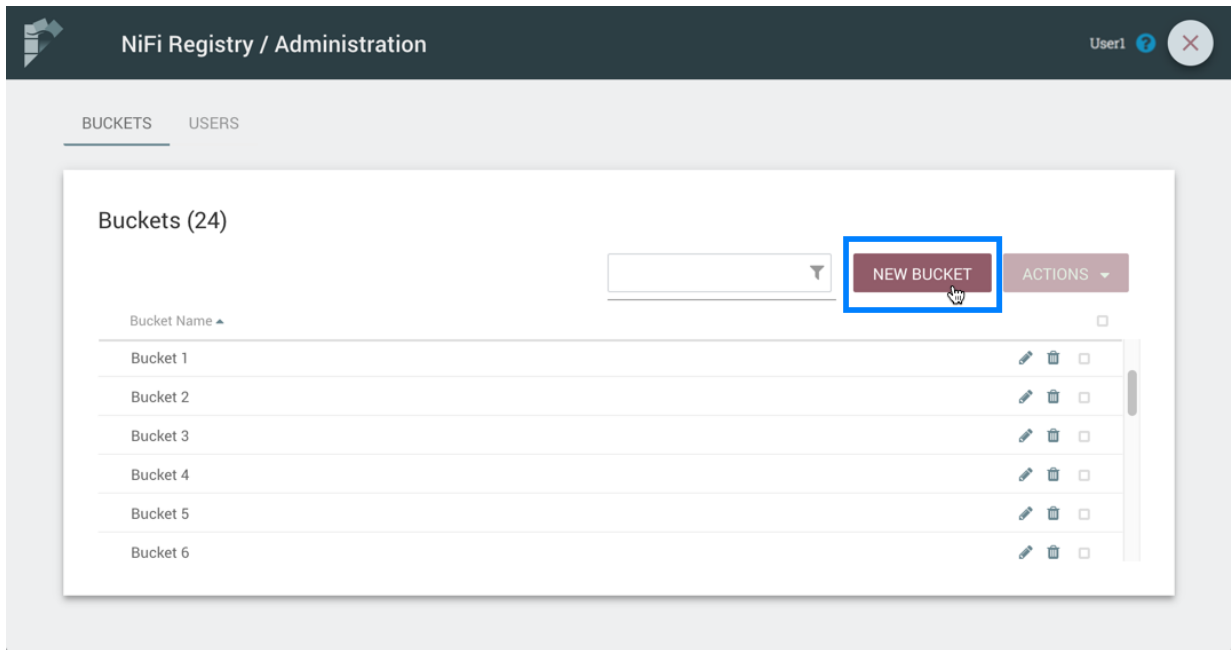 NiFi Registry / Administration
User1 ?
BUCKETS USERS
Buckets (24)
NEW BUCKET ACTIONS
Bucket Name
Bucket 1
Bucket 2
Bucket 3
Bucket 4
Bucket 5
Bucket 6